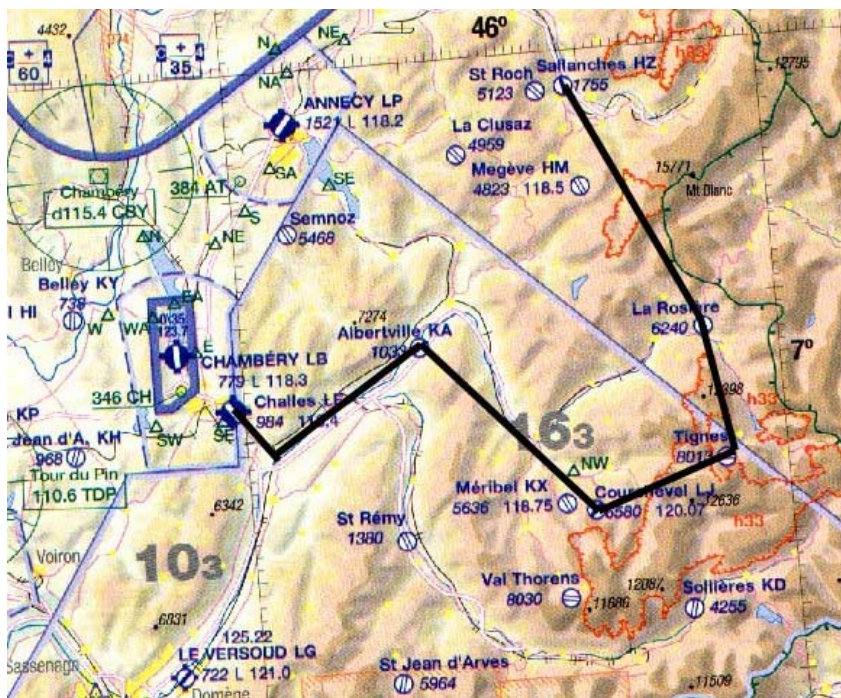 4432
N
NE
46°
+
60
+
35
NA
ANNECY LP
1521 L 118.2
St Roch
5123
Sallanches HZ
1755
h33
12795
La Clusaz
4959
Megève HM
4823 118.5
15771
Mt Blanc
Chambéry
d115.4 CBY
384 AT
GA
SE
S
Semnoz
5468
N
NE
Belley
Belley KY
738
I HI
W
WA
EA
E
123.7
7274
Albertville KA
1033
La Rosière
6240
7°
CHAMBÉRY LB
779 L 118.3
346 CH
Challes LE
984
KP
Jean d'A. KH
968
SW
SE
Tour du Pin
110.6 TDP
163
NW
12398
h33
Tignes
8013
Méribel KX
5636 118.75
Courchevel LJ
6580 120.07
12636
h33
6342
St Rémy
1380
103
Voiron
Val Thorens
8030
11686
12087
Sollières KD
4255
6831
125.22
LE VERSOUD LG
722 L 121.0
Sassenage
Domène
St Jean d'Arves
5964
11509